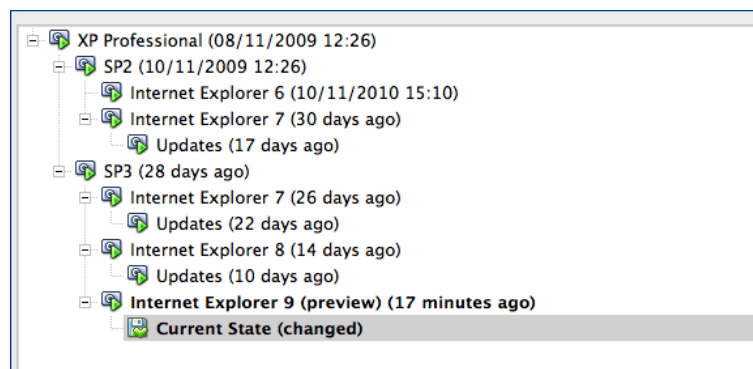 XP Professional (08/11/2009 12:26)
SP2 (10/11/2009 12:26)
Internet Explorer 6 (10/11/2010 15:10)
Internet Explorer 7 (30 days ago)
Updates (17 days ago)
SP3 (28 days ago)
Internet Explorer 7 (26 days ago)
Updates (22 days ago)
Internet Explorer 8 (14 days ago)
Updates (10 days ago)
Internet Explorer 9 (preview) (17 minutes ago)
Current State (changed)